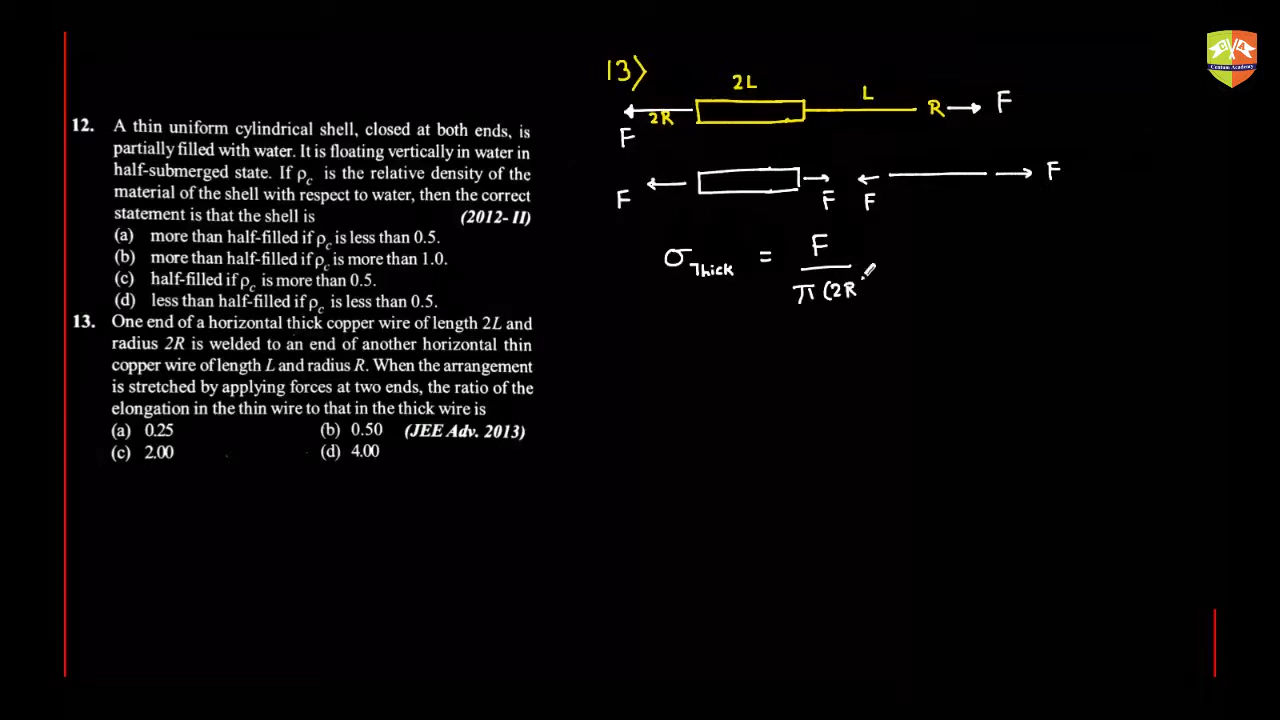 12. A thin uniform cylindrical shell, closed at both ends, is
partially filled with water. It is floating vertically in water in
half-submerged state. If ρc is the relative density of the
material of the shell with respect to water, then the correct
statement is that the shell is (2012- II)
(a) more than half-filled if ρc is less than 0.5.
(b) more than half-filled if ρc is more than 1.0.
(c) half-filled if ρc is more than 0.5.
(d) less than half-filled if ρc is less than 0.5.
13. One end of a horizontal thick copper wire of length 2L and
radius 2R is welded to an end of another horizontal thin
copper wire of length L and radius R. When the arrangement
is stretched by applying forces at two ends, the ratio of the
elongation in the thin wire to that in the thick wire is
(a) 0.25 (b) 0.50 (JEE Adv. 2013)
(c) 2.00 (d) 4.00
13)
2L L
F 2R R F
F F F F
σThick = F
π (2R
CA
Centum Academy